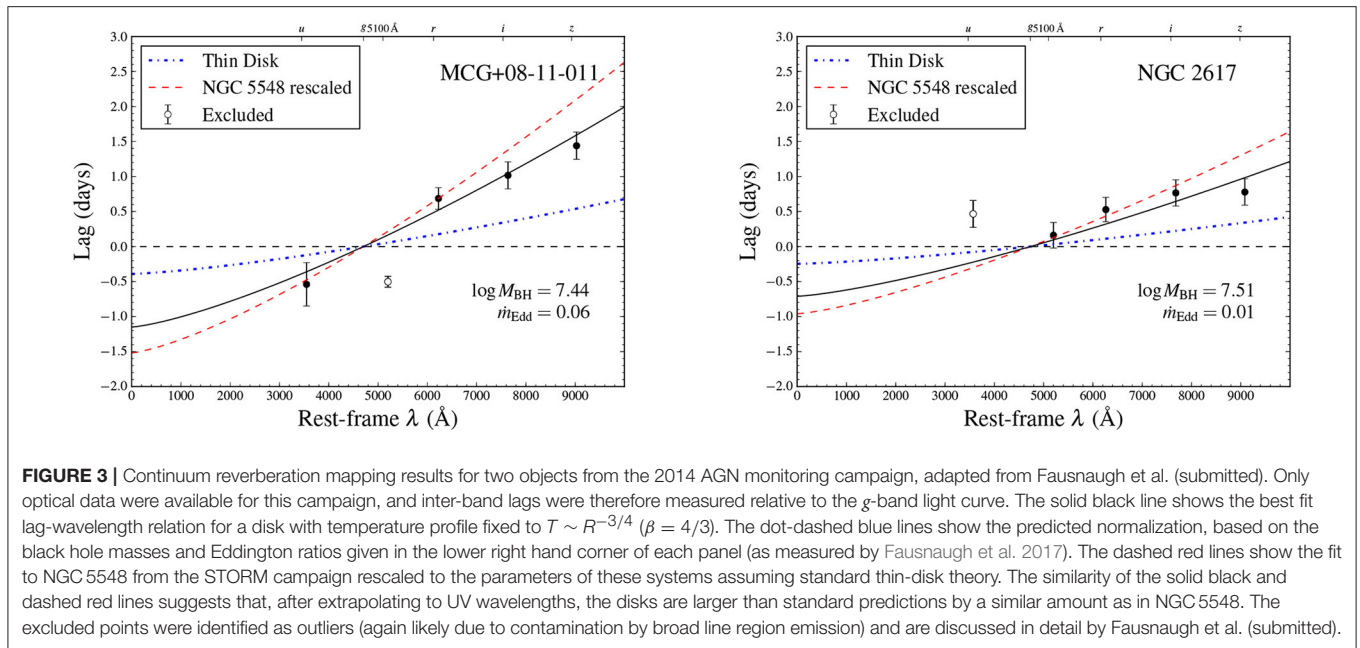 u g 5100 Å r i z
3.0
2.5
2.0
1.5
1.0
0.5
0.0
−0.5
−1.0
−1.5
−2.0
Lag (days)
Thin Disk
NGC 5548 rescaled
Excluded
MCG+08-11-011
log M_BH = 7.44
ṁ_Edd = 0.06
0 1000 2000 3000 4000 5000 6000 7000 8000 9000
Rest-frame λ (Å)
u g 5100 Å r i z
3.0
2.5
2.0
1.5
1.0
0.5
0.0
−0.5
−1.0
−1.5
−2.0
Lag (days)
Thin Disk
NGC 5548 rescaled
Excluded
NGC 2617
log M_BH = 7.51
ṁ_Edd = 0.01
0 1000 2000 3000 4000 5000 6000 7000 8000 9000
Rest-frame λ (Å)
FIGURE 3 | Continuum reverberation mapping results for two objects from the 2014 AGN monitoring campaign, adapted from Fausnaugh et al. (submitted). Only
optical data were available for this campaign, and inter-band lags were therefore measured relative to the g-band light curve. The solid black line shows the best fit
lag-wavelength relation for a disk with temperature profile fixed to T ~ R^−3/4 (β = 4/3). The dot-dashed blue lines show the predicted normalization, based on the
black hole masses and Eddington ratios given in the lower right hand corner of each panel (as measured by Fausnaugh et al. 2017). The dashed red lines show the fit
to NGC 5548 from the STORM campaign rescaled to the parameters of these systems assuming standard thin-disk theory. The similarity of the solid black and
dashed red lines suggests that, after extrapolating to UV wavelengths, the disks are larger than standard predictions by a similar amount as in NGC 5548. The
excluded points were identified as outliers (again likely due to contamination by broad line region emission) and are discussed in detail by Fausnaugh et al. (submitted).